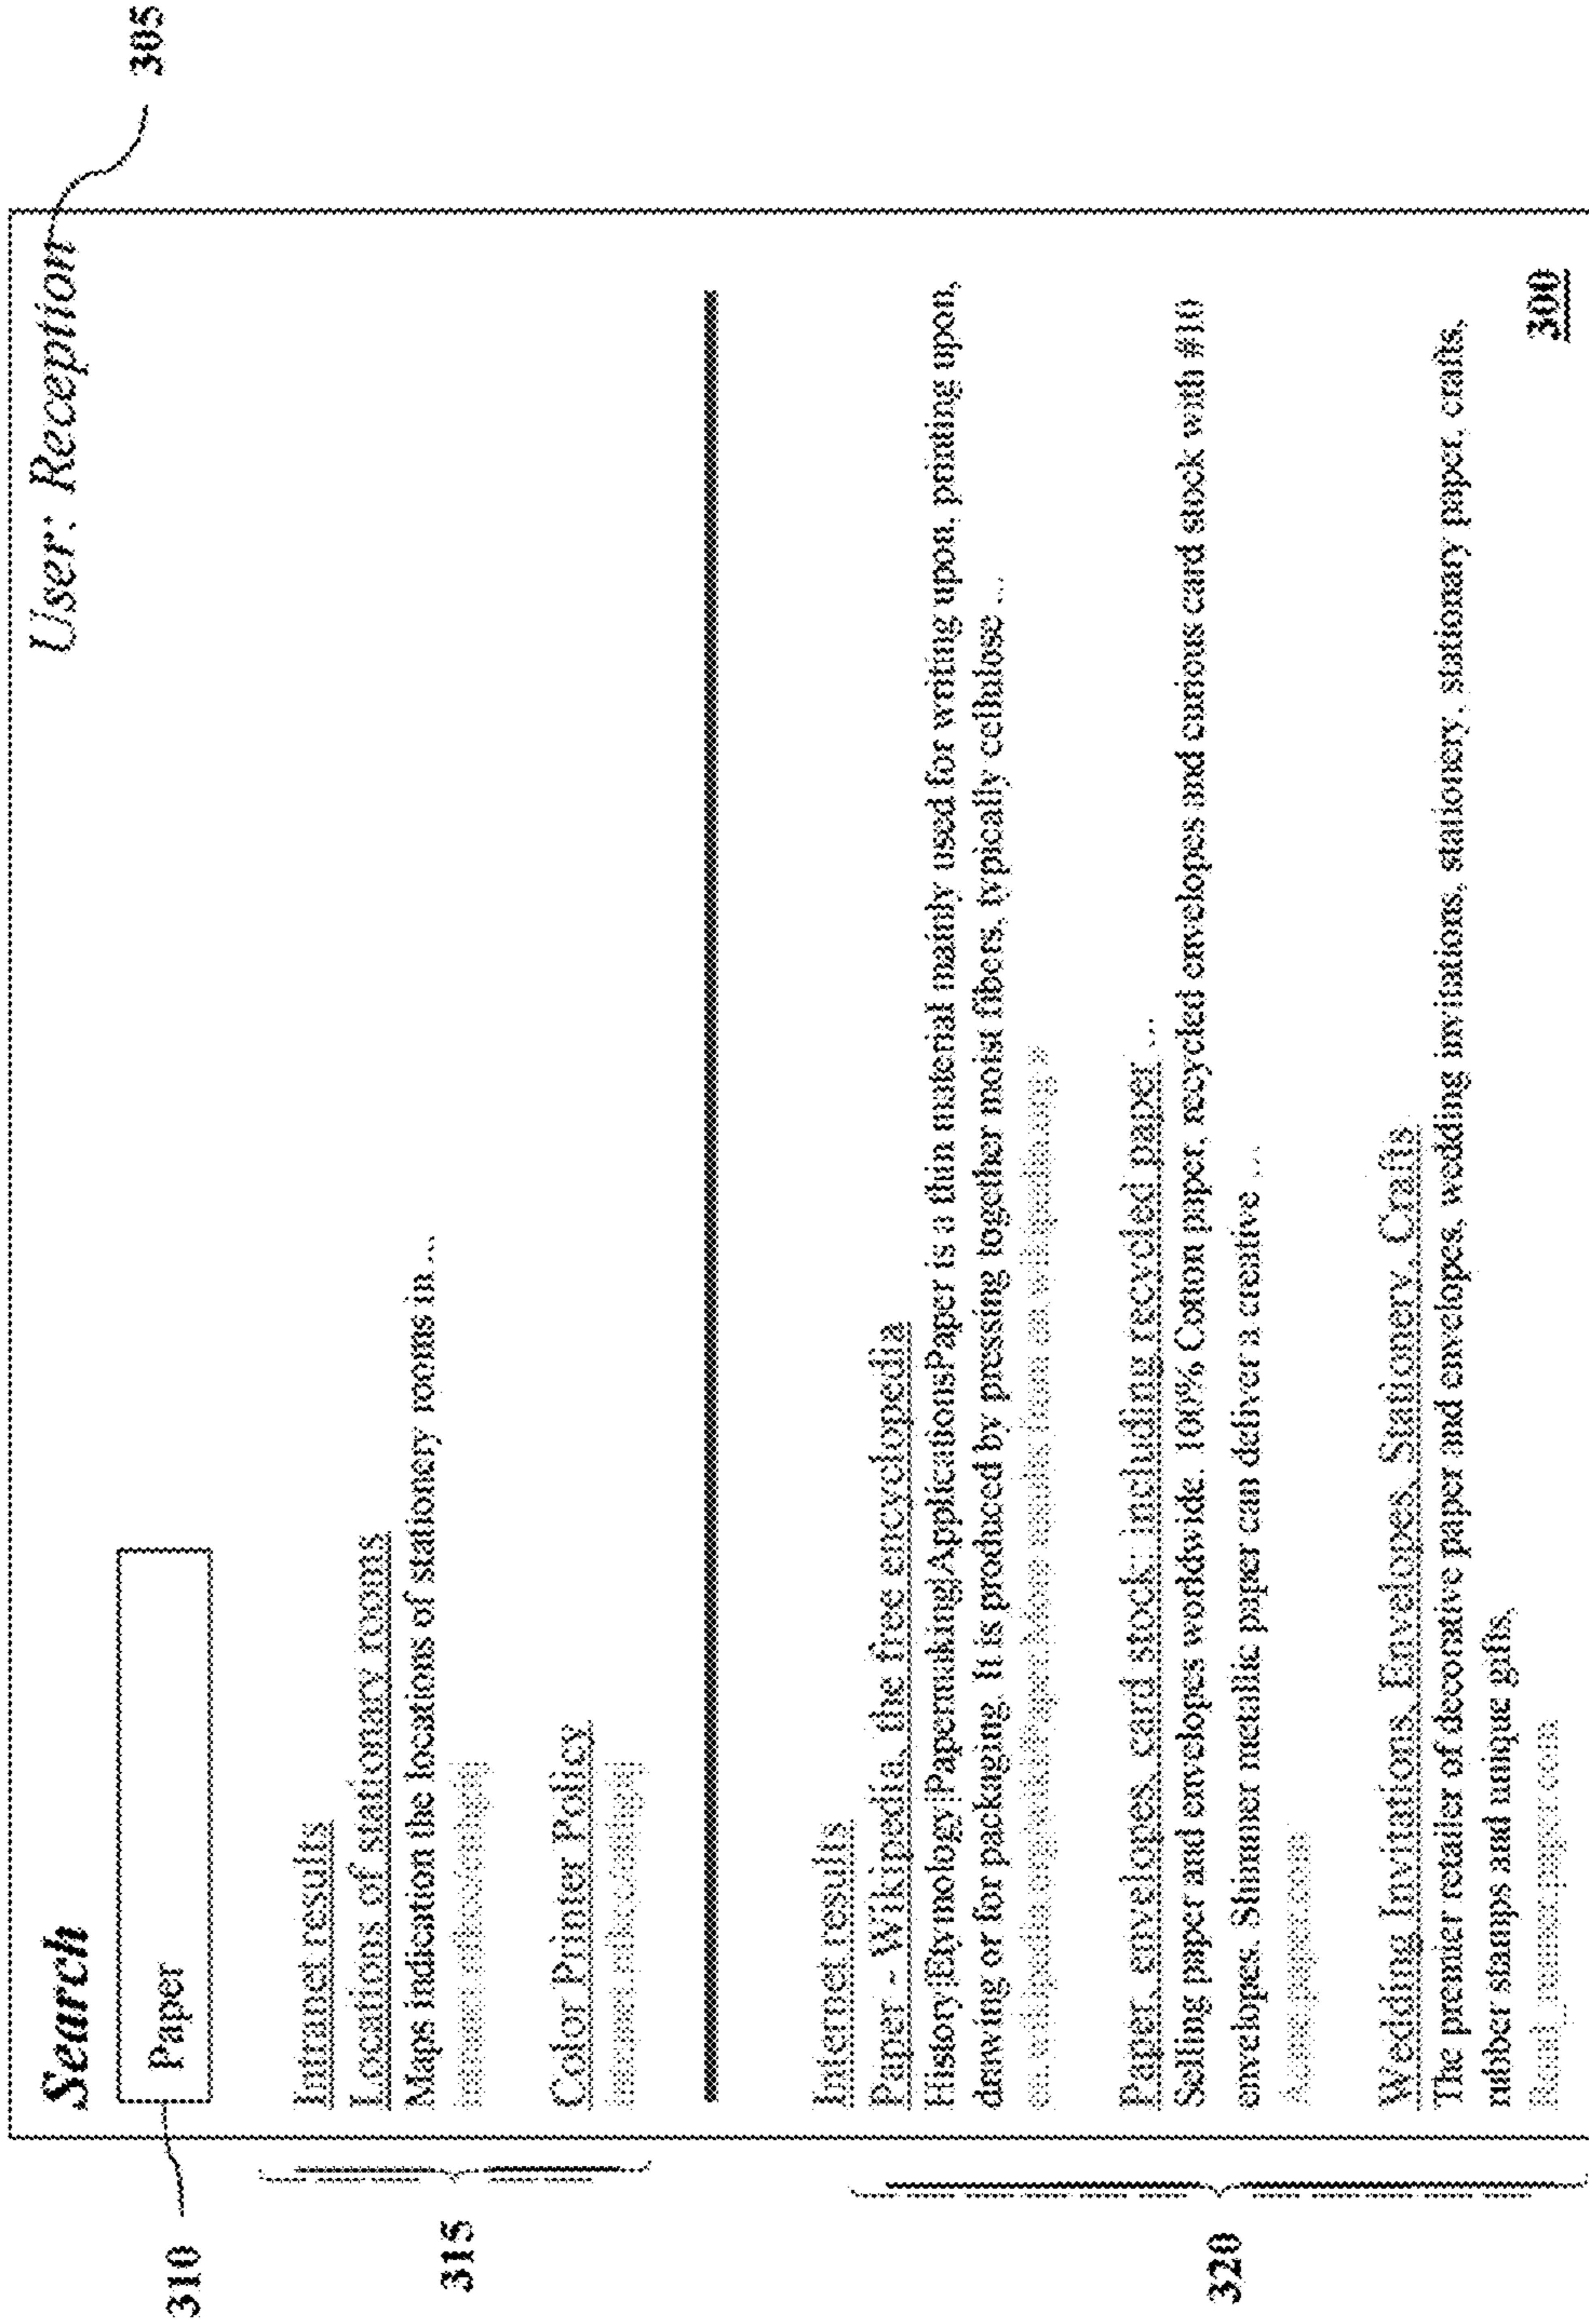 305
User: Reception
Search
310
Paper
315
Intranet results
Locations of stationary rooms
Maps indication the locations of stationery rooms in ...
Color Printer Policy
320
Internet results
Paper - Wikipedia, the free encyclopedia
History|Etymology|Papermaking|ApplicationsPaper is a thin material mainly used for writing upon, printing upon,
drawing or for packaging. It is produced by pressing together moist fibers, typically cellulose ...
Paper, envelopes, card stock: including recycled paper ...
Selling paper and envelopes worldwide. 100% Cotton paper, recycled envelopes and curious card stock with #10
envelopes. Shimmer metallic paper can deliver a creative ...
Wedding Invitations, Envelopes, Stationery, Crafts
The premier retailer of decorative paper and envelopes, wedding invitations, stationery, stationary paper, crafts,
rubber stamps and unique gifts.
300